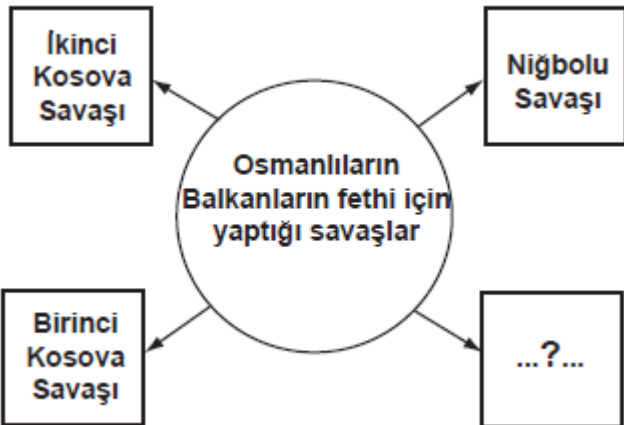 İkinci
Kosova
Savaşı
Niğbolu
Savaşı
Osmanlıların
Balkanların fethi için
yaptığı savaşlar
Birinci
Kosova
Savaşı
...?...